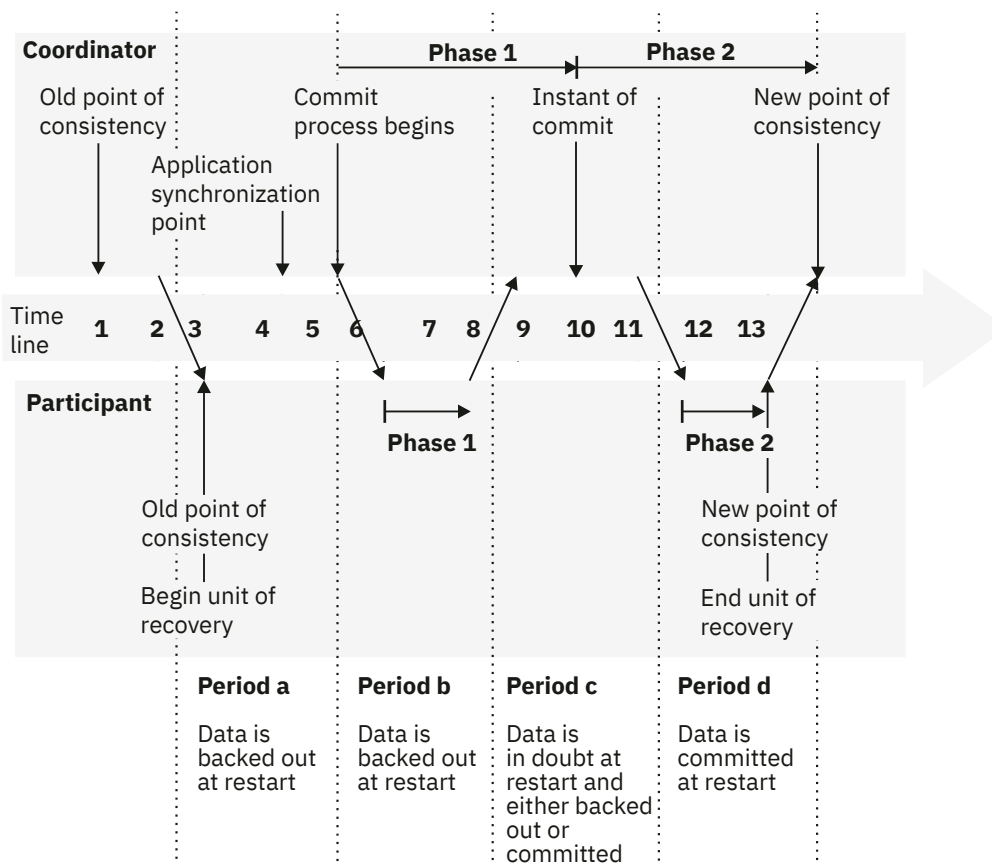 Coordinator
Phase 1
Phase 2
Old point of
consistency
Commit
process begins
Instant of
commit
New point of
consistency
Application
synchronization
point
Time
line
1 2 3 4 5 6 7 8 9 10 11 12 13
Participant
Phase 1
Phase 2
Old point of
consistency
New point of
consistency
Begin unit of
recovery
End unit of
recovery
Period a
Data is
backed out
at restart
Period b
Data is
backed out
at restart
Period c
Data is
in doubt at
restart and
either backed
out or
committed
Period d
Data is
committed
at restart